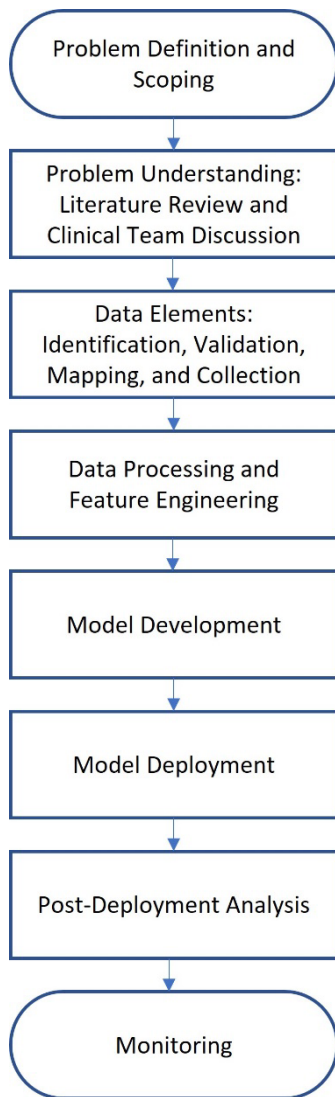 Problem Definition and
Scoping
Problem Understanding:
Literature Review and
Clinical Team Discussion
Data Elements:
Identification, Validation,
Mapping, and Collection
Data Processing and
Feature Engineering
Model Development
Model Deployment
Post-Deployment Analysis
Monitoring